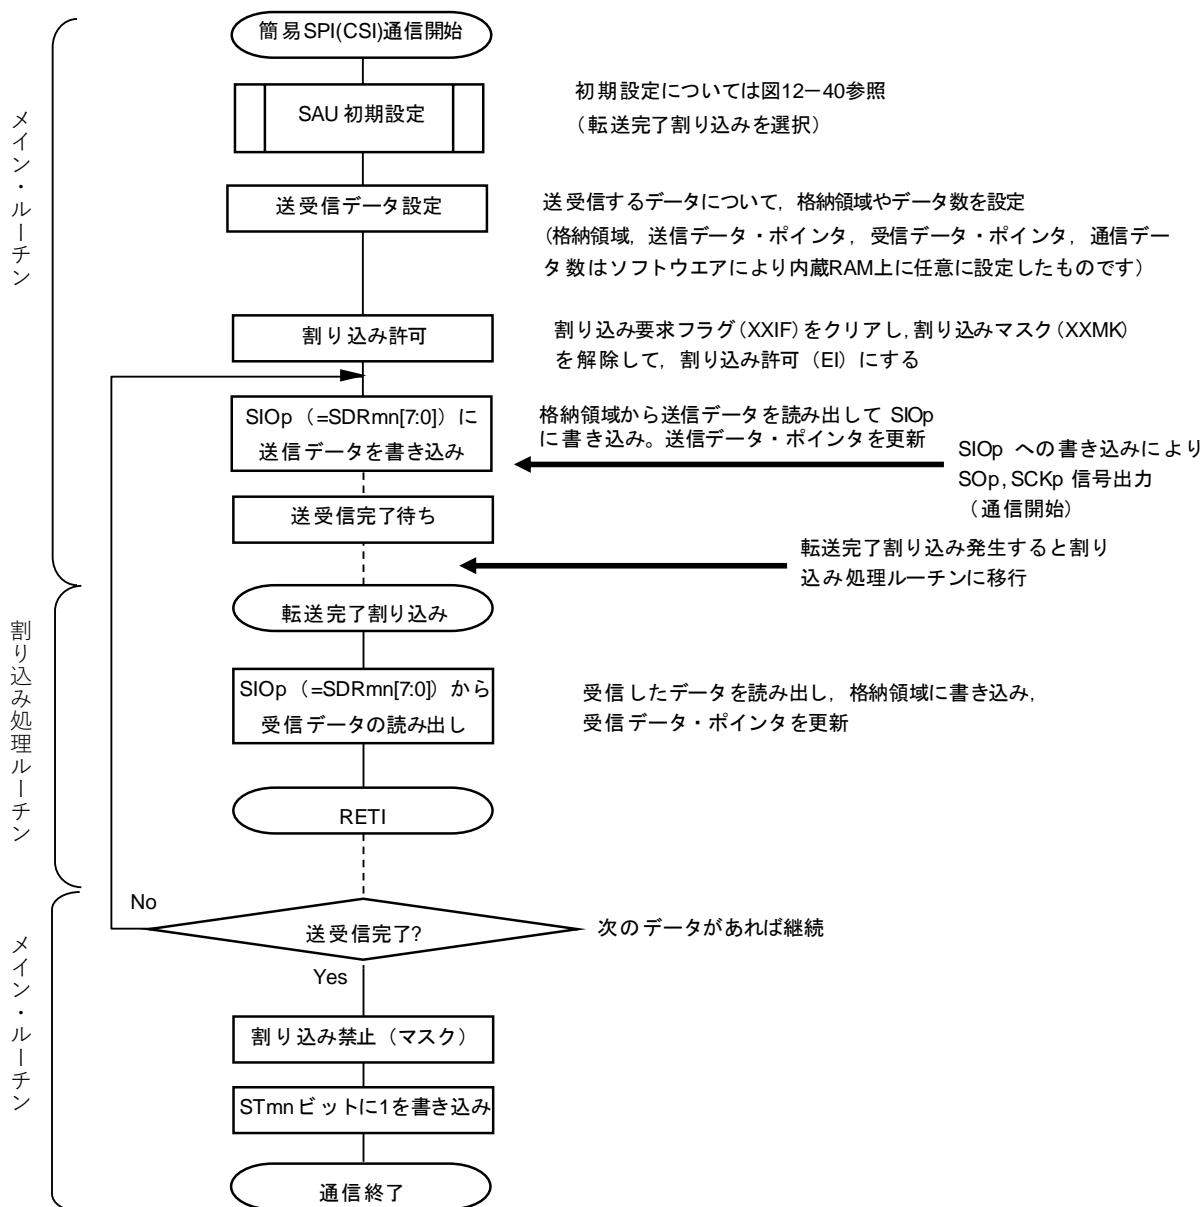 簡易SPI(CSI)通信開始
メイン・ルーチン
SAU 初期設定
初期設定については図12-40参照
（転送完了割り込みを選択）
送受信データ設定
送受信するデータについて，格納領域やデータ数を設定
（格納領域，送信データ・ポインタ，受信データ・ポインタ，通信デー
タ数はソフトウエアにより内蔵RAM上に任意に設定したものです）
割り込み許可
割り込み要求フラグ（XXIF）をクリアし，割り込みマスク（XXMK）
を解除して，割り込み許可（EI）にする
SIOp（=SDRmn[7:0]）に
送信データを書き込み
格納領域から送信データを読み出して SIOp
に書き込み。送信データ・ポインタを更新
SIOp への書き込みにより
SOp, SCKp 信号出力
（通信開始）
送受信完了待ち
転送完了割り込み発生すると割り
込み処理ルーチンに移行
割り込み処理ルーチン
転送完了割り込み
SIOp（=SDRmn[7:0]）から
受信データの読み出し
受信したデータを読み出し，格納領域に書き込み，
受信データ・ポインタを更新
RETI
メイン・ルーチン
No
送受信完了?
次のデータがあれば継続
Yes
割り込み禁止（マスク）
STmnビットに1を書き込み
通信終了